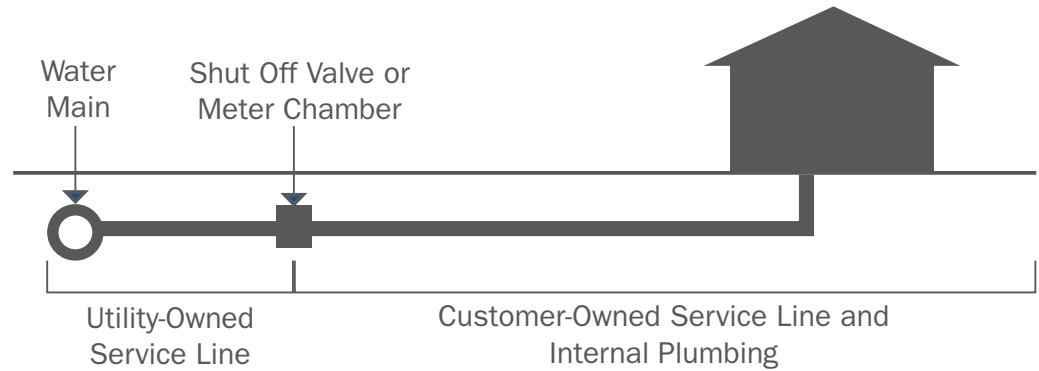 Water
Main
Shut Off Valve or
Meter Chamber
Utility-Owned
Service Line
Customer-Owned Service Line and
Internal Plumbing